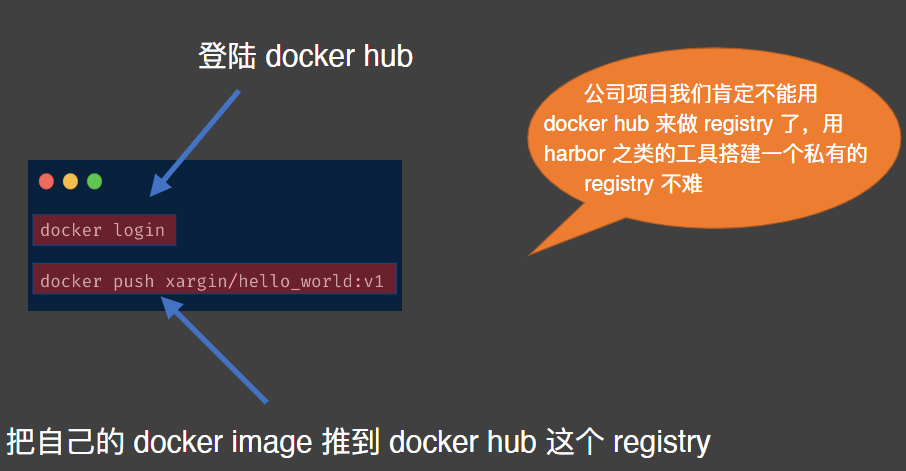 登陆 docker hub
公司项目我们肯定不能用
docker hub 来做 registry 了，用
harbor 之类的工具搭建一个私有的
registry 不难
docker login
docker push xargin/hello_world:v1
把自己的 docker image 推到 docker hub 这个 registry